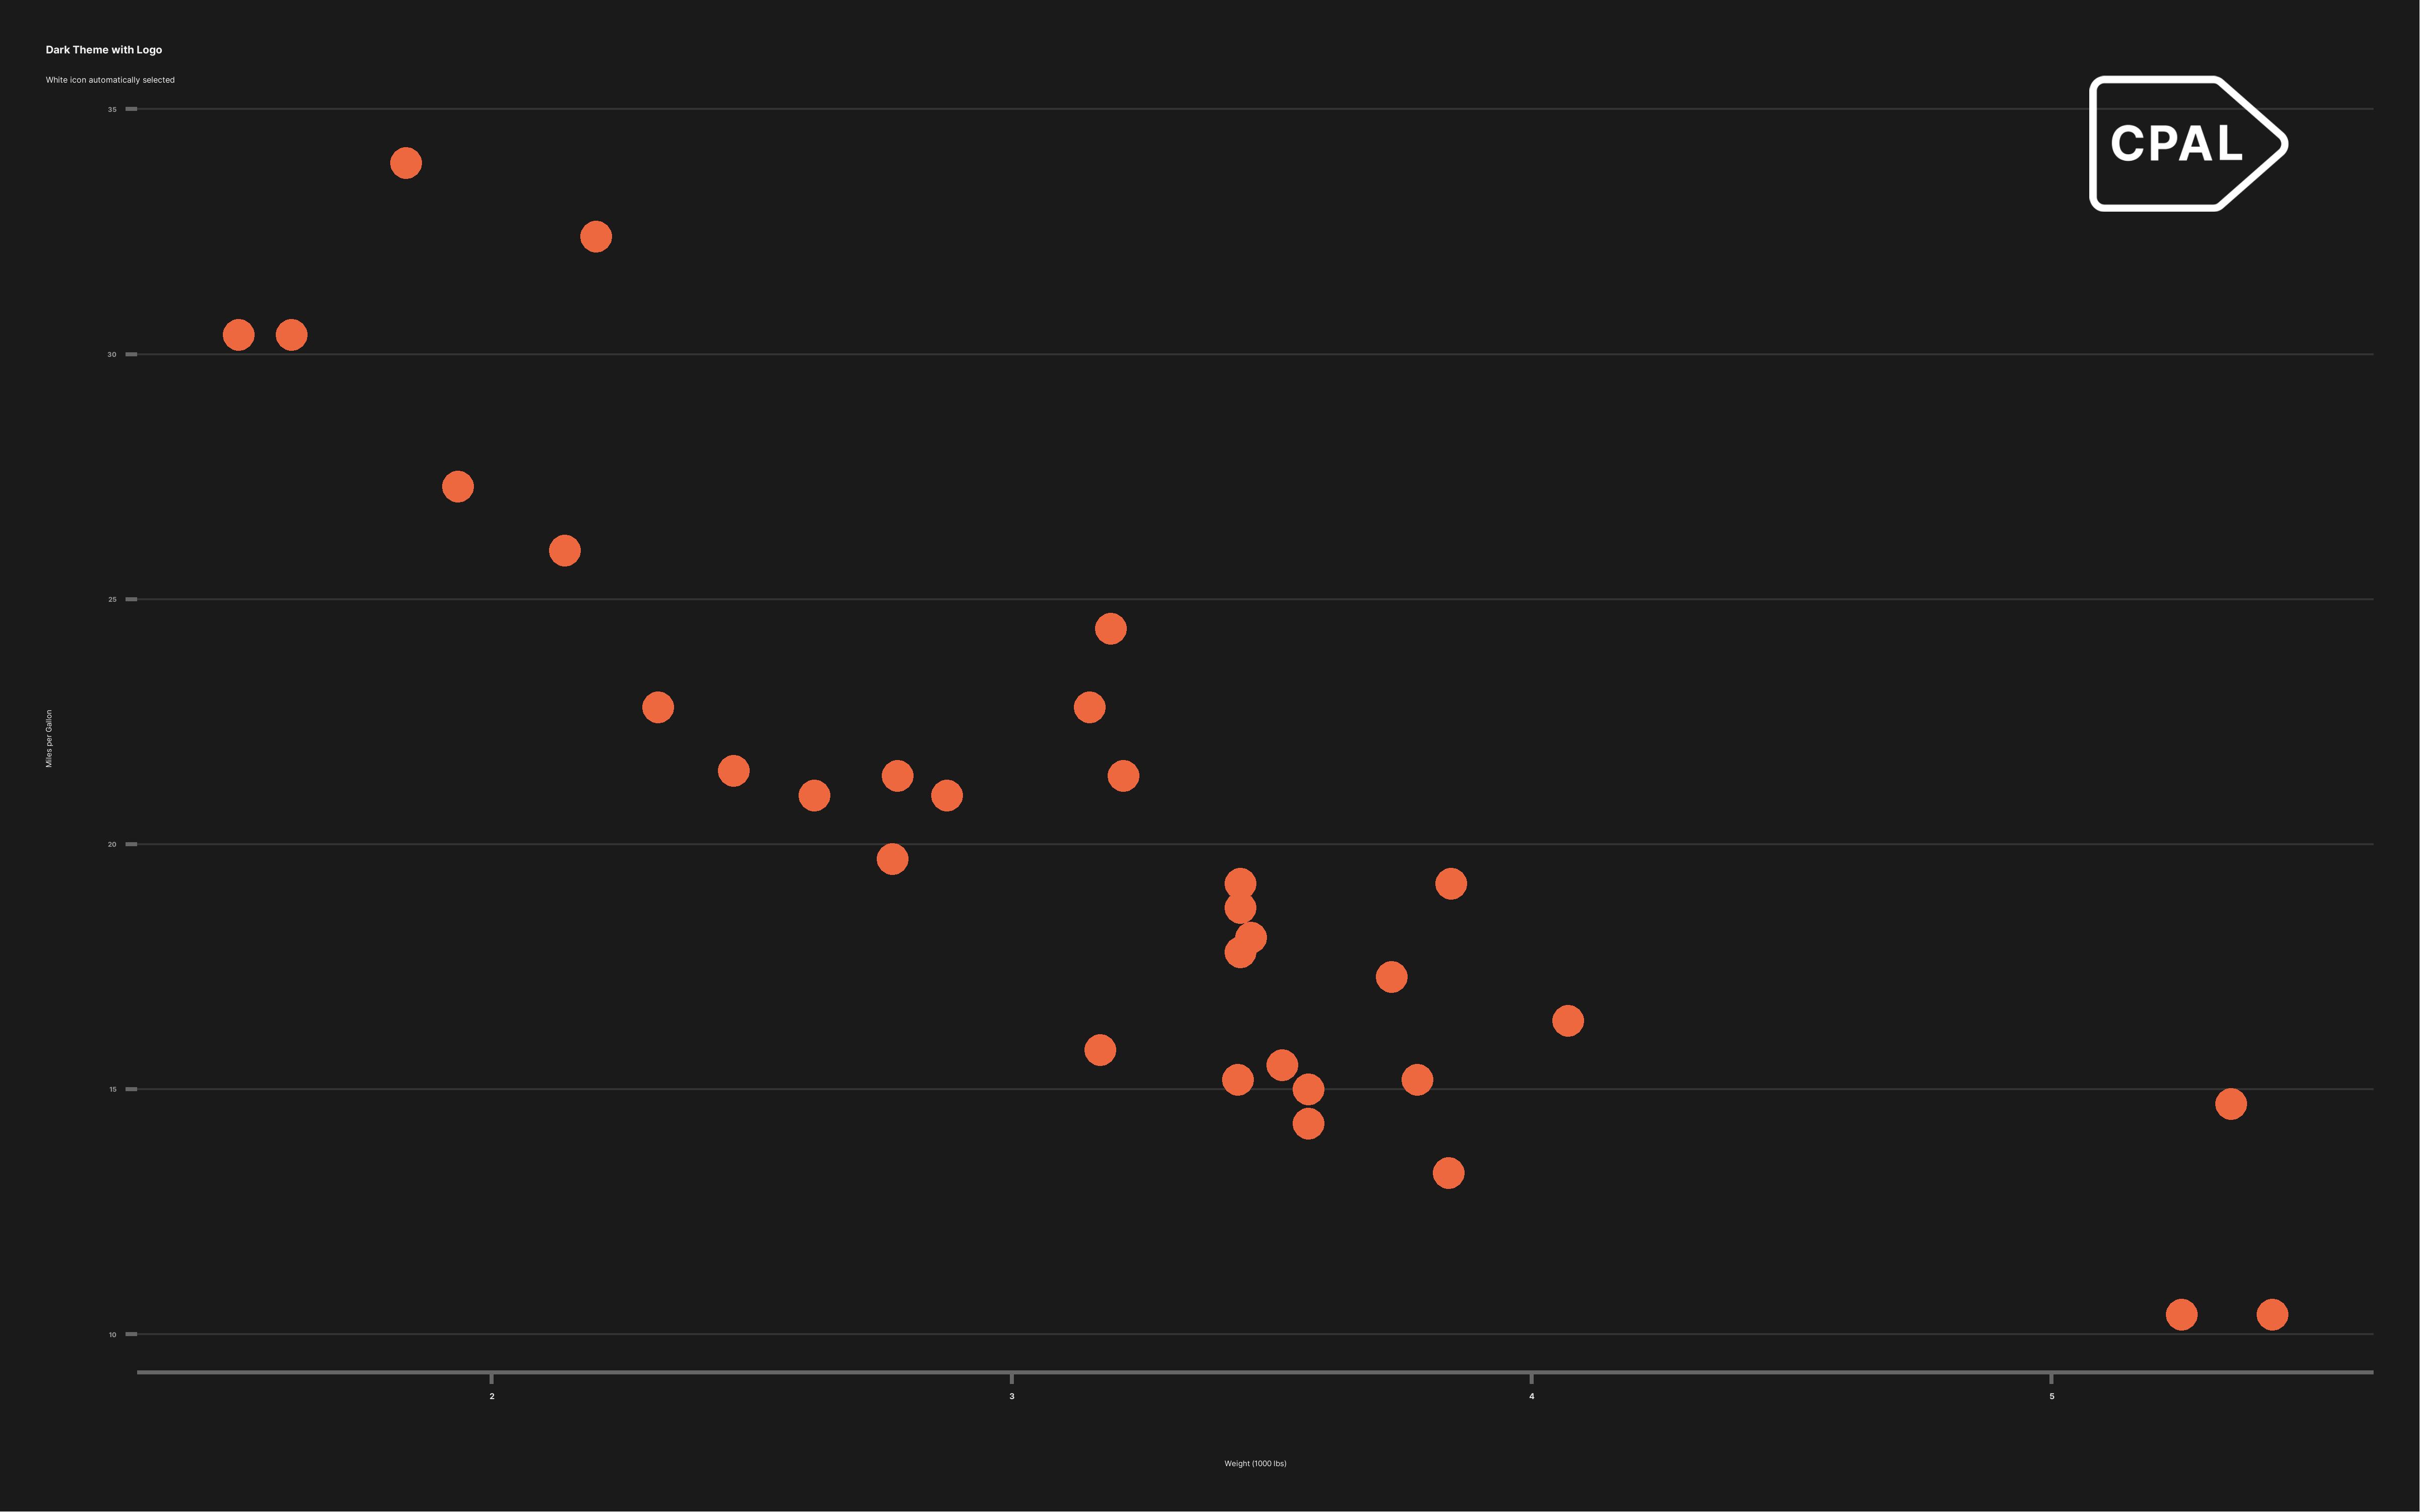 Dark Theme with Logo
White icon automatically selected
CPAL
35
30
25
20
15
10
Miles per Gallon
2
3
4
5
Weight (1000 lbs)